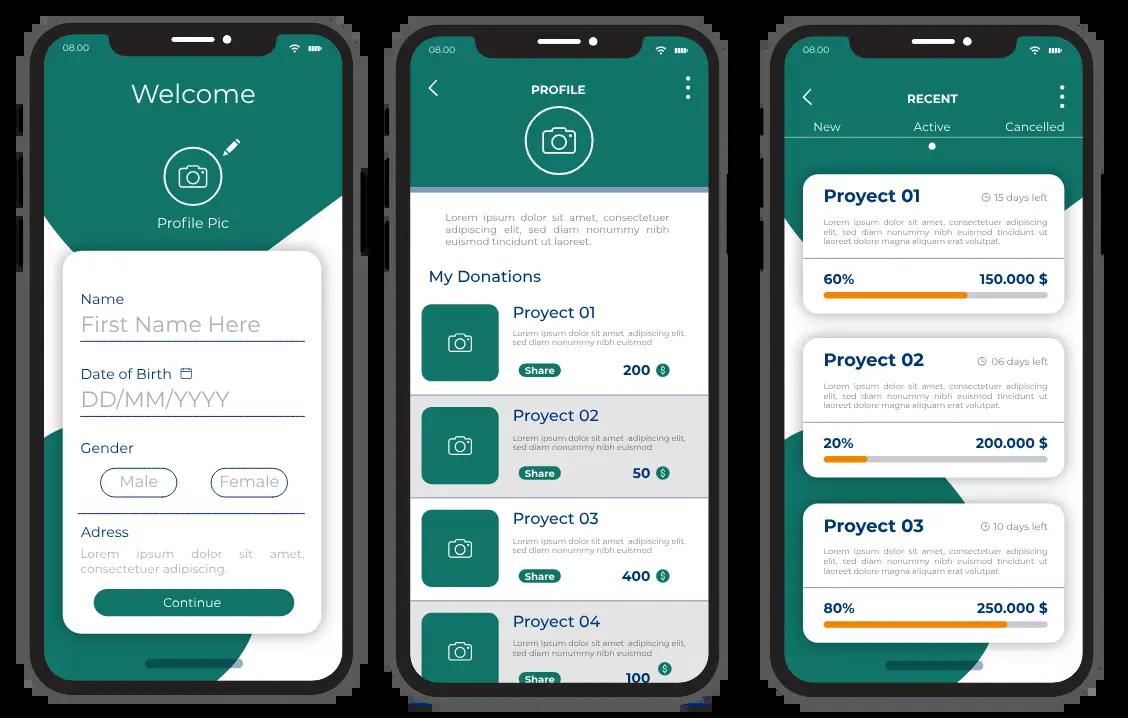 08.00
Welcome
Profile Pic
Name
First Name Here
Date of Birth
DD/MM/YYYY
Gender
Male Female
Adress
Lorem ipsum dolor sit amet,
consectetuer adipiscing.
Continue
08.00
PROFILE
Lorem ipsum dolor sit amet, consectetuer
adipiscing elit, sed diam nonummy nibh
euismod tincidunt ut laoreet.
My Donations
Proyect 01
Lorem ipsum dolor sit amet adipiscing elit,
sed diam nonummy nibh euismod
Share 200 $
Proyect 02
Lorem ipsum dolor sit amet adipiscing elit,
sed diam nonummy nibh euismod
Share 50 $
Proyect 03
Lorem ipsum dolor sit amet adipiscing elit,
sed diam nonummy nibh euismod
Share 400 $
Proyect 04
Lorem ipsum dolor sit amet adipiscing elit,
sed diam nonummy nibh euismod
Share 100 $
08.00
RECENT
New Active Cancelled
Proyect 01 15 days left
Lorem ipsum dolor sit amet, consectetuer adipiscing
elit, sed diam nonummy nibh euismod tincidunt ut
laoreet dolore magna aliquam erat volutpat.
60% 150.000 $
Proyect 02 06 days left
Lorem ipsum dolor sit amet, consectetuer adipiscing
elit, sed diam nonummy nibh euismod tincidunt ut
laoreet dolore magna aliquam erat volutpat.
20% 200.000 $
Proyect 03 10 days left
Lorem ipsum dolor sit amet, consectetuer adipiscing
elit, sed diam nonummy nibh euismod tincidunt ut
laoreet dolore magna aliquam erat volutpat.
80% 250.000 $